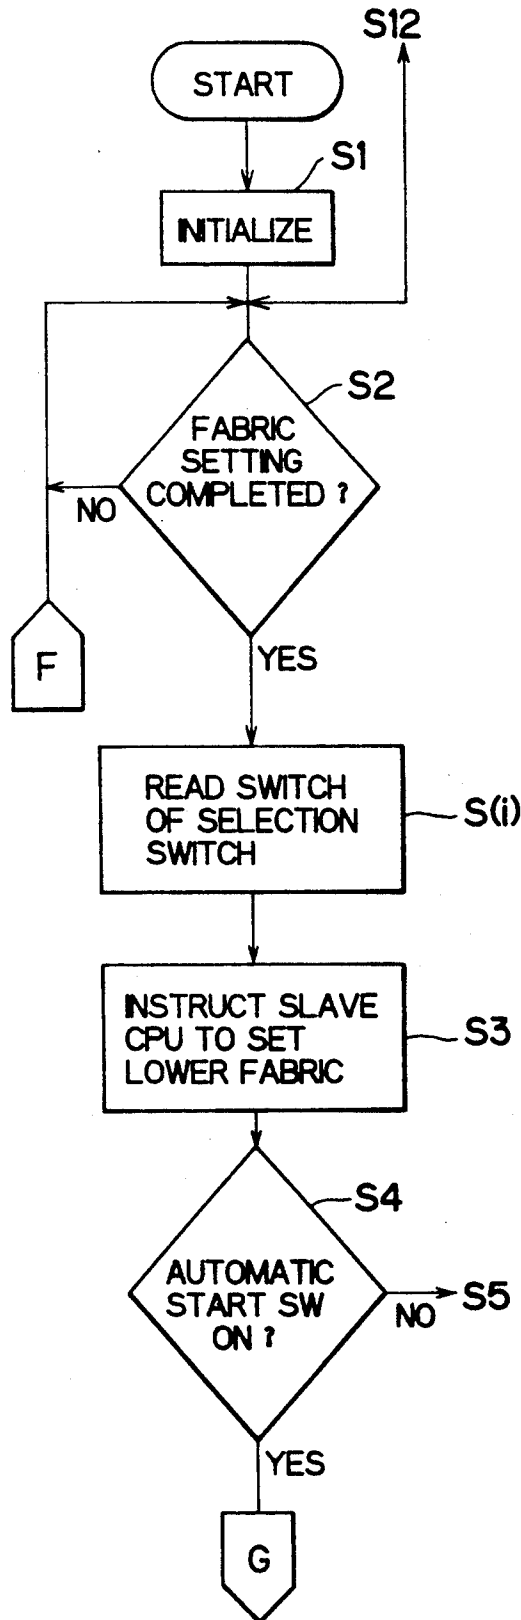 S12
START
S1
INITIALIZE
S2
FABRIC
SETTING
COMPLETED ?
NO
F
YES
READ SWITCH
OF SELECTION
SWITCH
S(i)
INSTRUCT SLAVE
CPU TO SET
LOWER FABRIC
S3
S4
AUTOMATIC
START SW
ON ?
NO
S5
YES
G